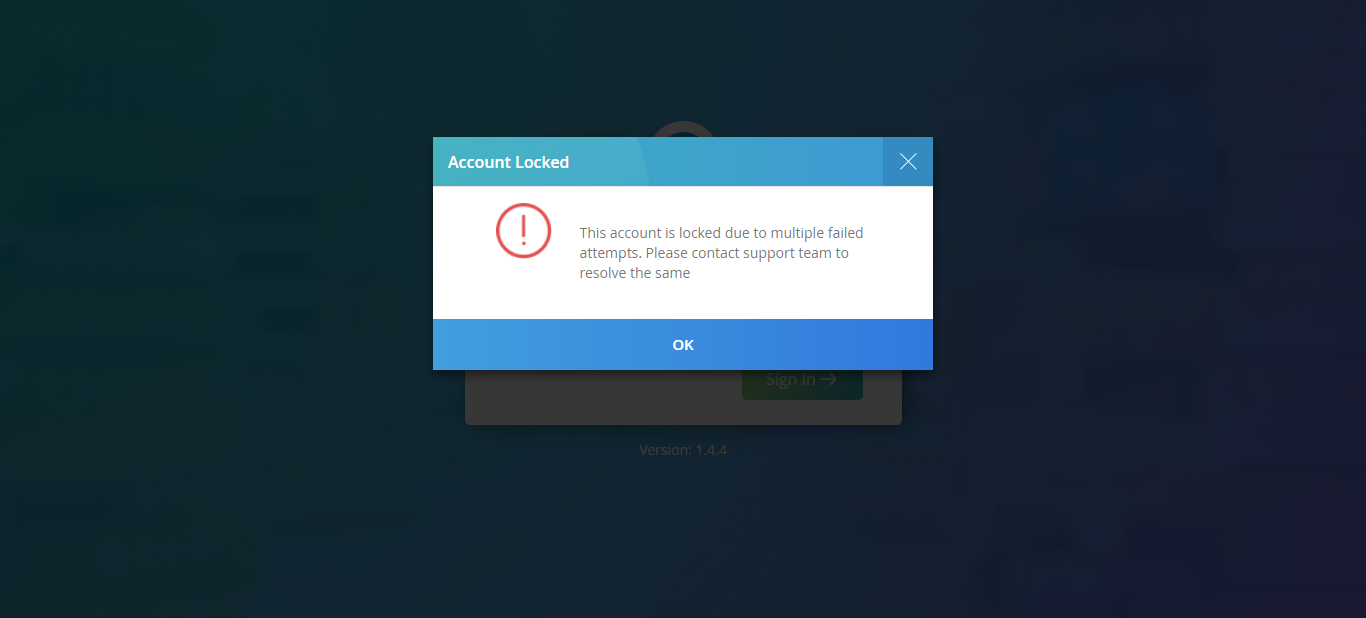 Account Locked
This account is locked due to multiple failed
attempts. Please contact support team to
resolve the same
OK
Sign In
Version: 1.4.4